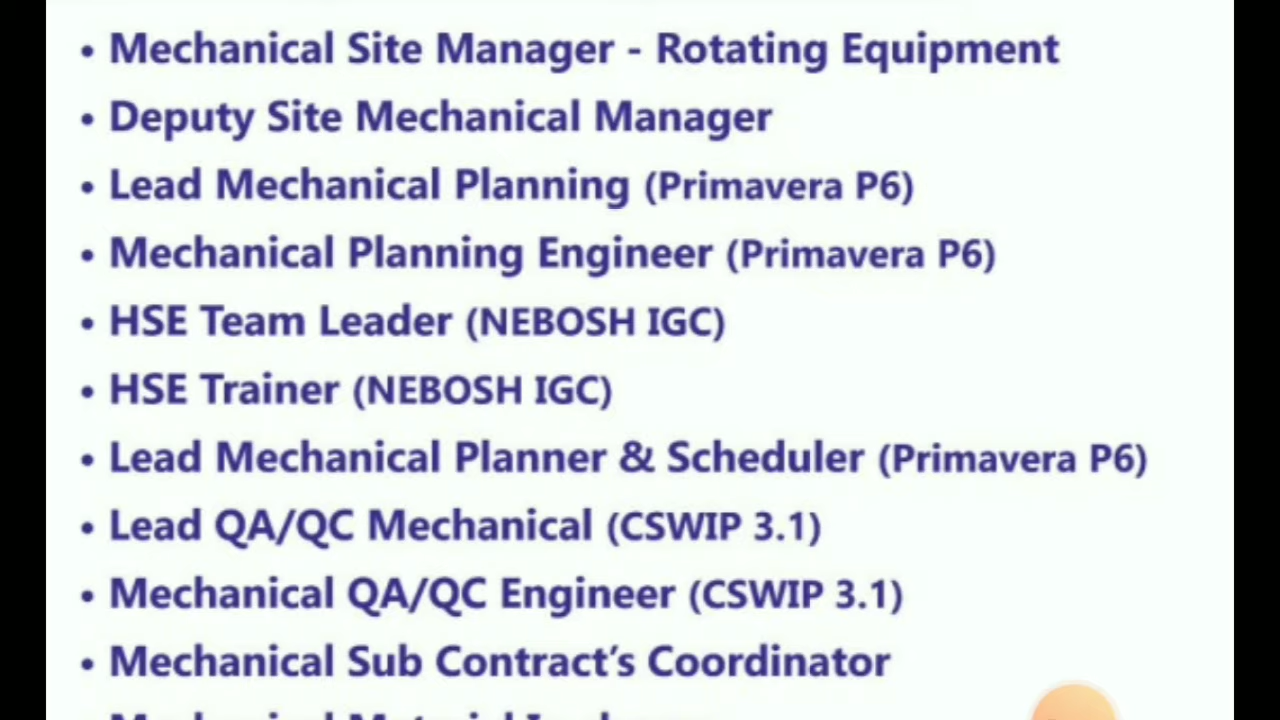 • Mechanical Site Manager - Rotating Equipment
• Deputy Site Mechanical Manager
• Lead Mechanical Planning (Primavera P6)
• Mechanical Planning Engineer (Primavera P6)
• HSE Team Leader (NEBOSH IGC)
• HSE Trainer (NEBOSH IGC)
• Lead Mechanical Planner & Scheduler (Primavera P6)
• Lead QA/QC Mechanical (CSWIP 3.1)
• Mechanical QA/QC Engineer (CSWIP 3.1)
• Mechanical Sub Contract’s Coordinator